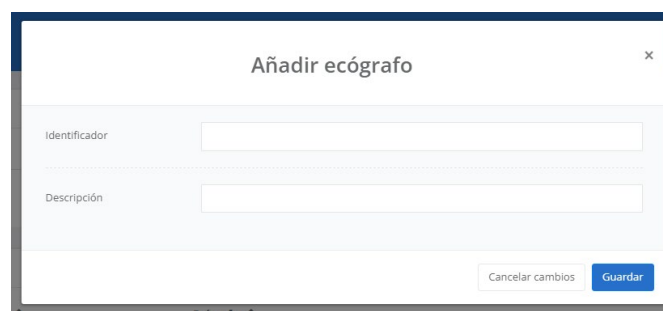 Añadir ecógrafo
×
Identificador
Descripción
Cancelar cambios Guardar